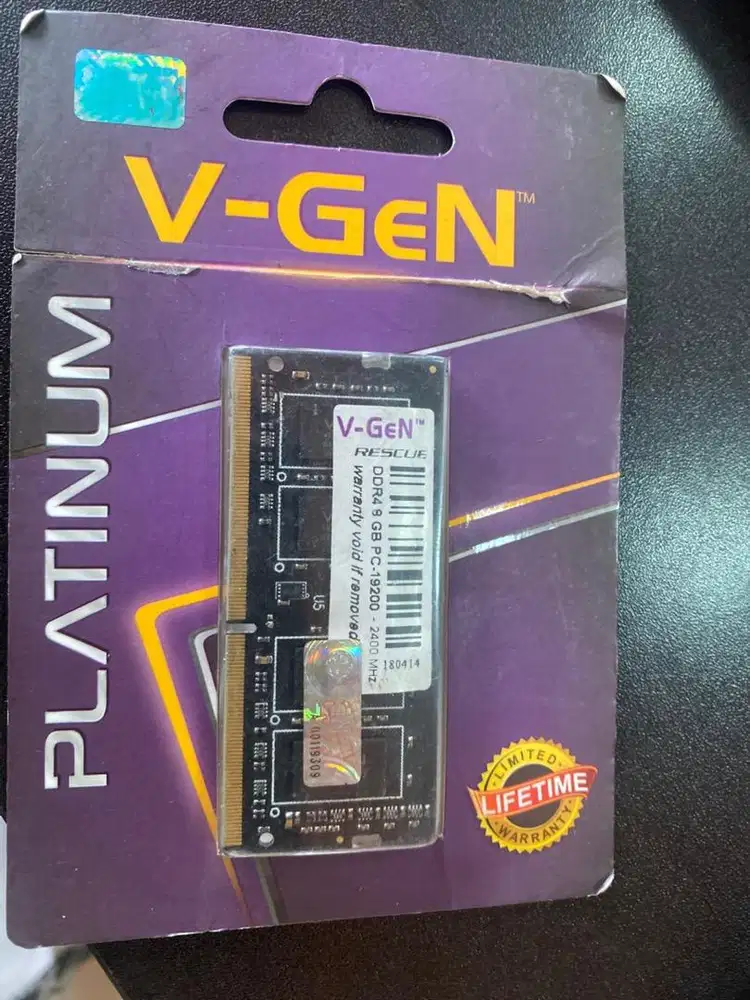 V-GeN™
PLATINUM
V-GeN™
RESCUE
DDR4 8 GB PC-19200 - 2400 MHz
warranty void if removed
180414
00119309
U5
LIMITED
LIFETIME
WARRANTY